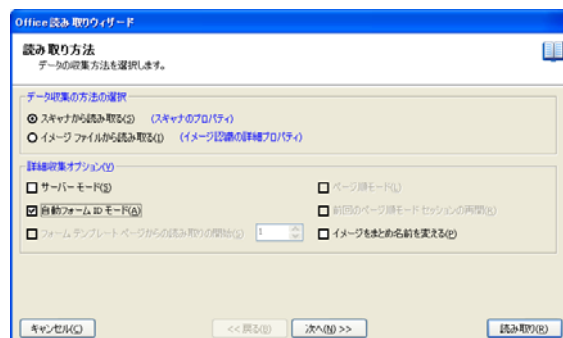 Office 読み取りウィザード
読み取り方法
データの収集方法を選択します。
データ収集の方法の選択
スキャナから読み取る(S) (スキャナのプロパティ)
イメージ ファイルから読み取る(I) (イメージ認識の詳細プロパティ)
詳細収集オプション(V)
サーバー モード(S) ページ順モード(L)
自動フォーム ID モード(A) 前回のページ順モード セッションの再開(R)
フォーム テンプレート ページからの読み取りの開始(S) 1 イメージをまとめ名前を変える(P)
キャンセル(C) << 戻る(B) 次へ(N) >> 読み取り(R)